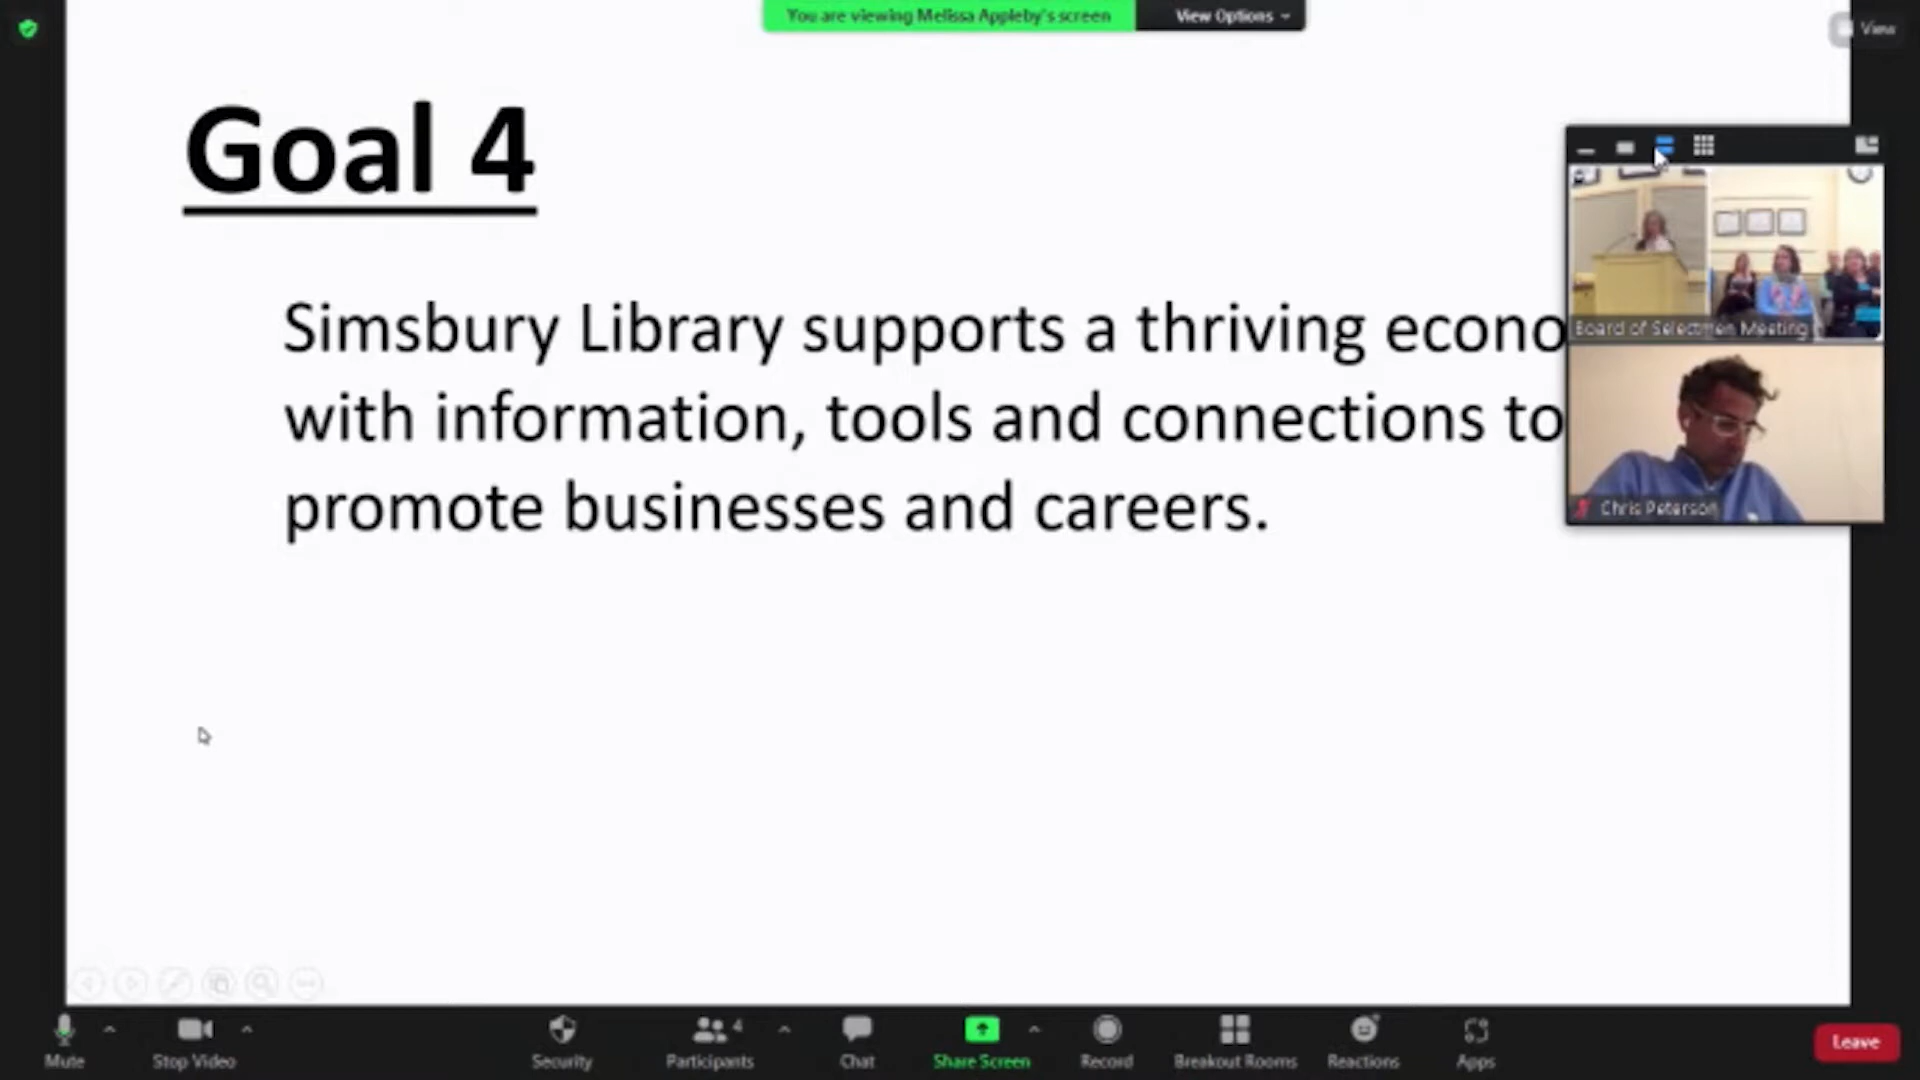 You are viewing Melissa Appleby's screen
View Options
View
Goal 4
Simsbury Library supports a thriving econo
with information, tools and connections to
promote businesses and careers.
Board of Selectmen Meeting
Chris Peterson
4
Mute
Stop Video
Security
Participants
Chat
Share Screen
Record
Breakout Rooms
Reactions
Apps
Leave